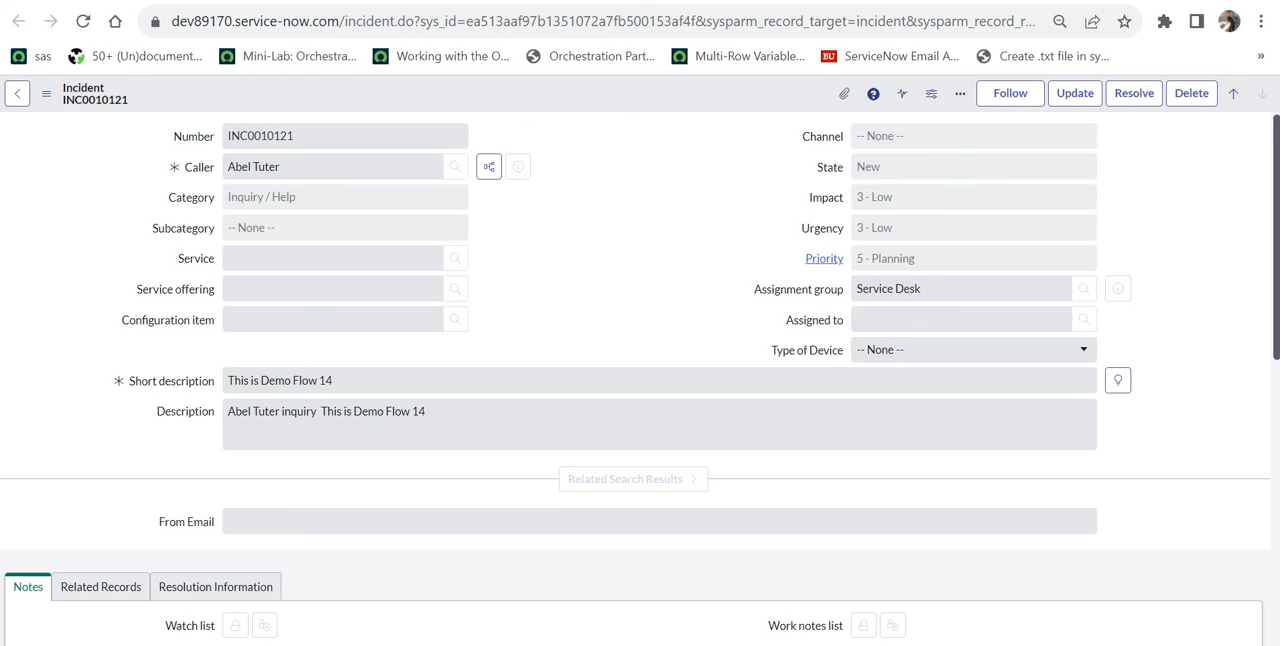 dev89170.service-now.com/incident.do?sys_id=ea513aaf97b1351072a7fb500153af4f&sysparm_record_target=incident&sysparm_record_r...
sas 50+ (Un)document... Mini-Lab: Orchestra... Working with the O... Orchestration Part... Multi-Row Variable... BU ServiceNow Email A... Create .txt file in sy... »
Incident
INC0010121
Follow Update Resolve Delete
Number INC0010121 Channel -- None --
Caller Abel Tuter State New
Category Inquiry / Help Impact 3 - Low
Subcategory -- None -- Urgency 3 - Low
Service Priority 5 - Planning
Service offering Assignment group Service Desk
Configuration item Assigned to
Type of Device -- None --
Short description This is Demo Flow 14
Description Abel Tuter inquiry  This is Demo Flow 14
Related Search Results
From Email
Notes Related Records Resolution Information
Watch list Work notes list